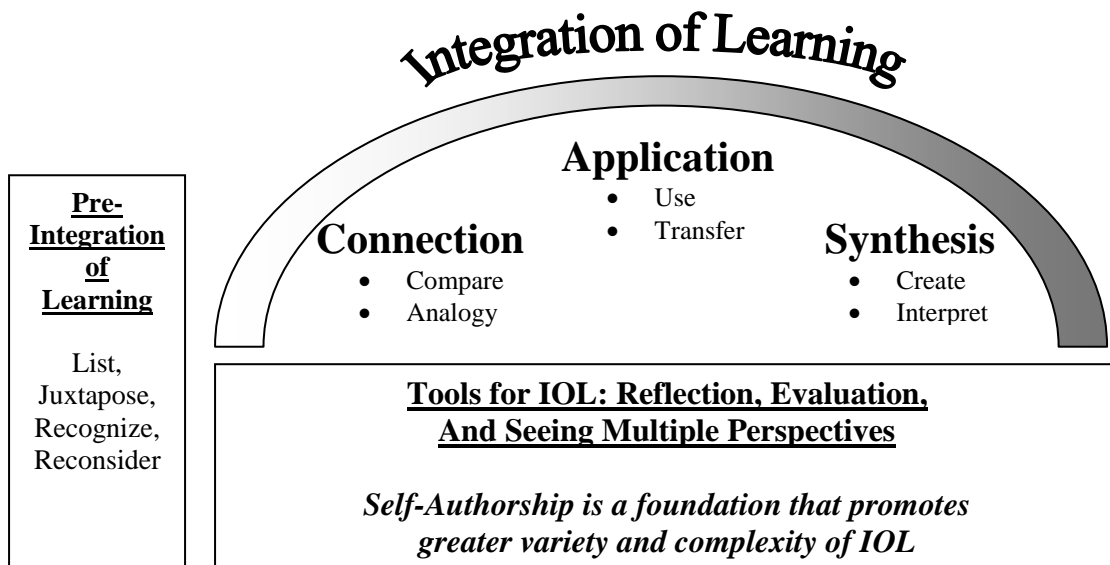 Integration of Learning
Pre-
Integration
of
Learning
List,
Juxtapose,
Recognize,
Reconsider
Application
• Use
• Transfer
Connection
• Compare
• Analogy
Synthesis
• Create
• Interpret
Tools for IOL: Reflection, Evaluation,
And Seeing Multiple Perspectives
Self-Authorship is a foundation that promotes
greater variety and complexity of IOL